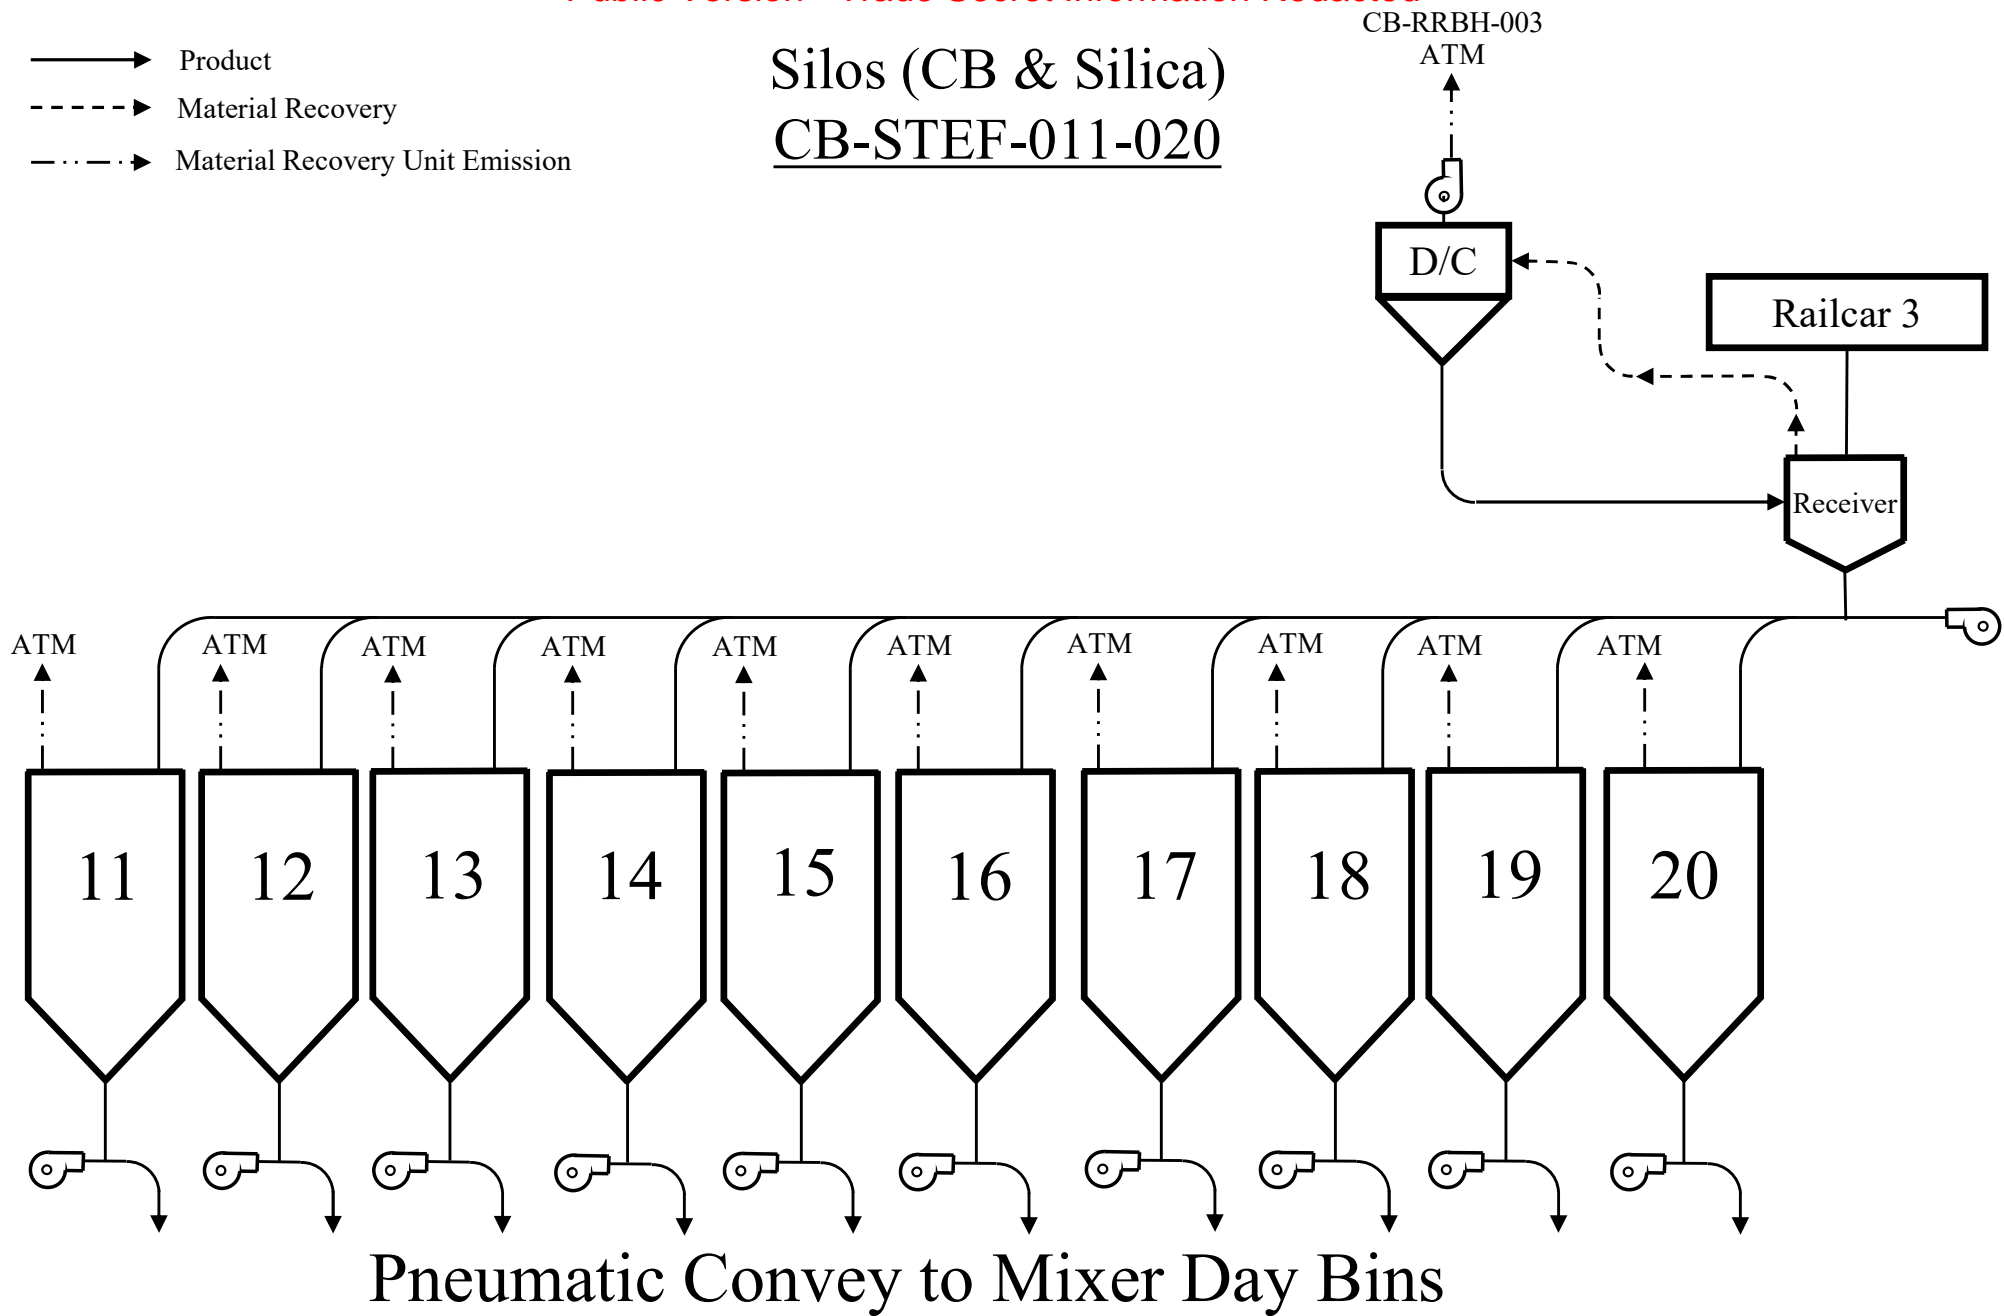 CB-RRBH-003
ATM
Product
Material Recovery
Material Recovery Unit Emission
Silos (CB & Silica)
CB-STEF-011-020
D/C
Railcar 3
Receiver
ATM ATM ATM ATM ATM ATM ATM ATM ATM ATM
11 12 13 14 15 16 17 18 19 20
Pneumatic Convey to Mixer Day Bins